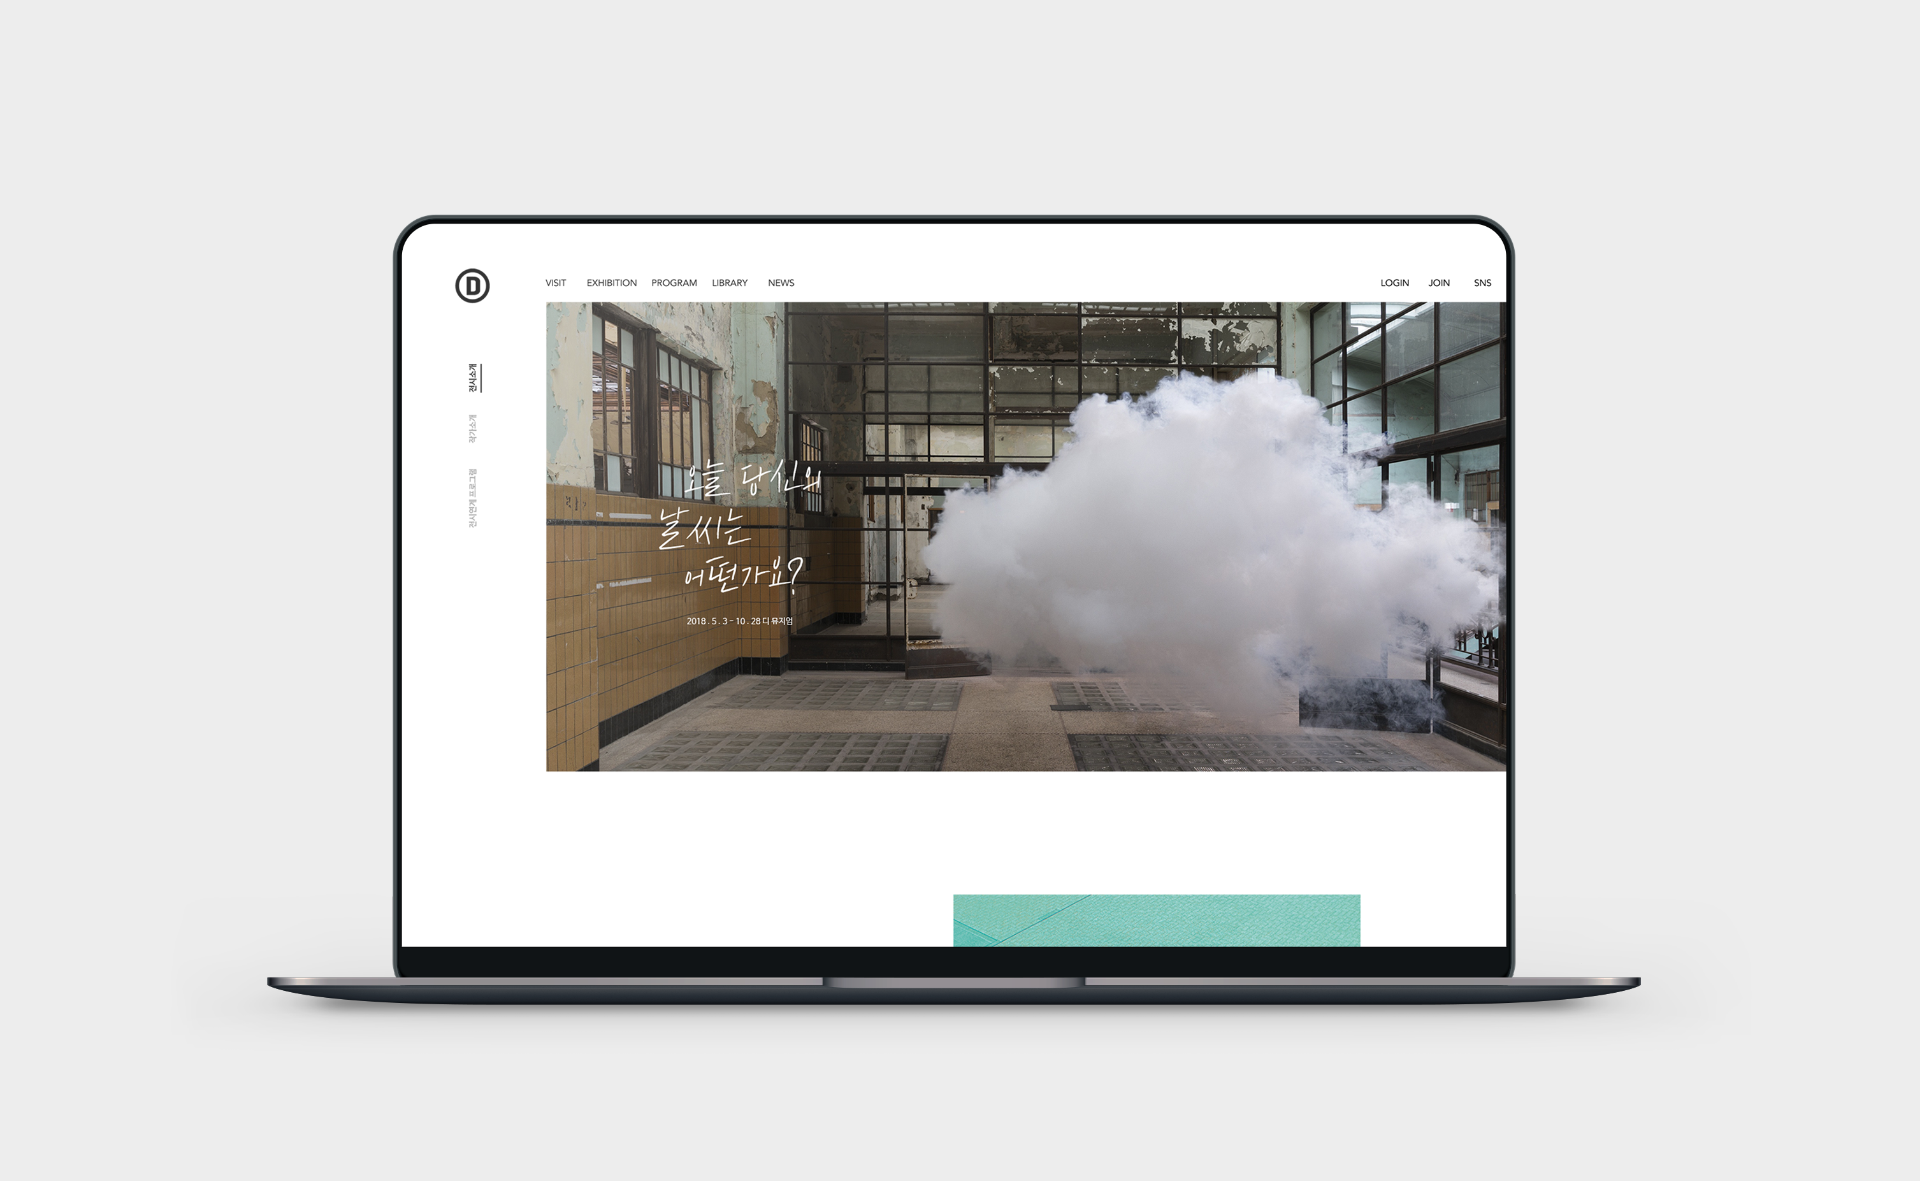 D
VISIT EXHIBITION PROGRAM LIBRARY NEWS
LOGIN JOIN SNS
전시소개
작가소개
전시연계 프로그램
오늘 당신의
날씨는
어떤가요?
2018 . 5 . 3 - 10 . 28 디 뮤지엄